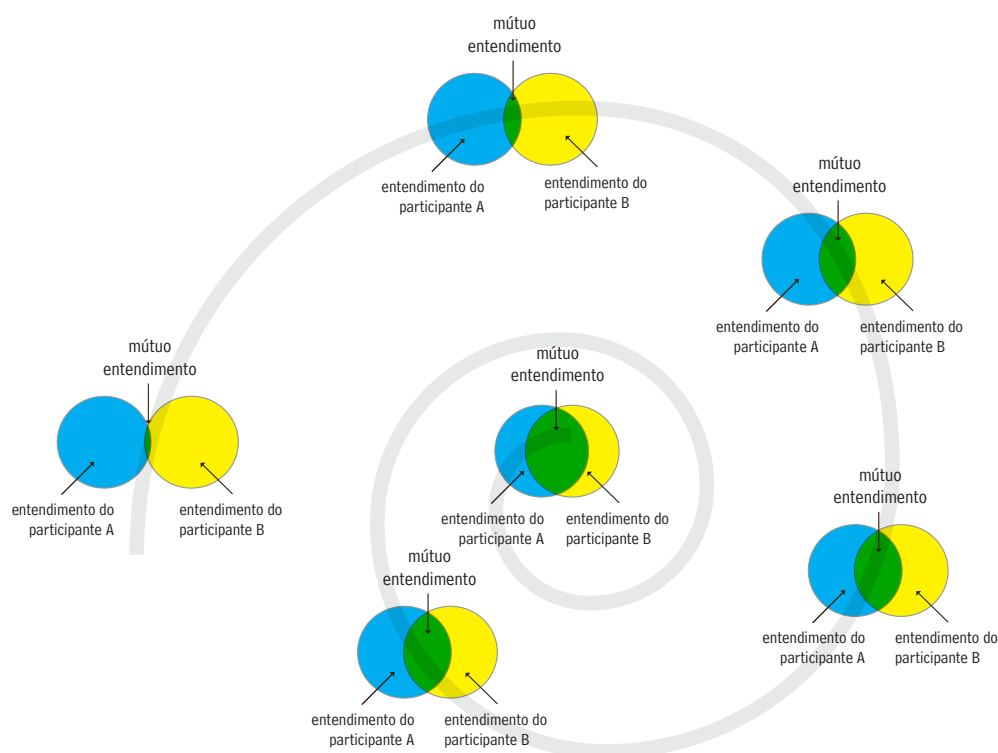 mútuo
entendimento
entendimento do
participante A
entendimento do
participante B
mútuo
entendimento
entendimento do
participante A
entendimento do
participante B
mútuo
entendimento
entendimento do
participante A
entendimento do
participante B
mútuo
entendimento
entendimento do
participante A
entendimento do
participante B
mútuo
entendimento
entendimento do
participante A
entendimento do
participante B
mútuo
entendimento
entendimento do
participante A
entendimento do
participante B